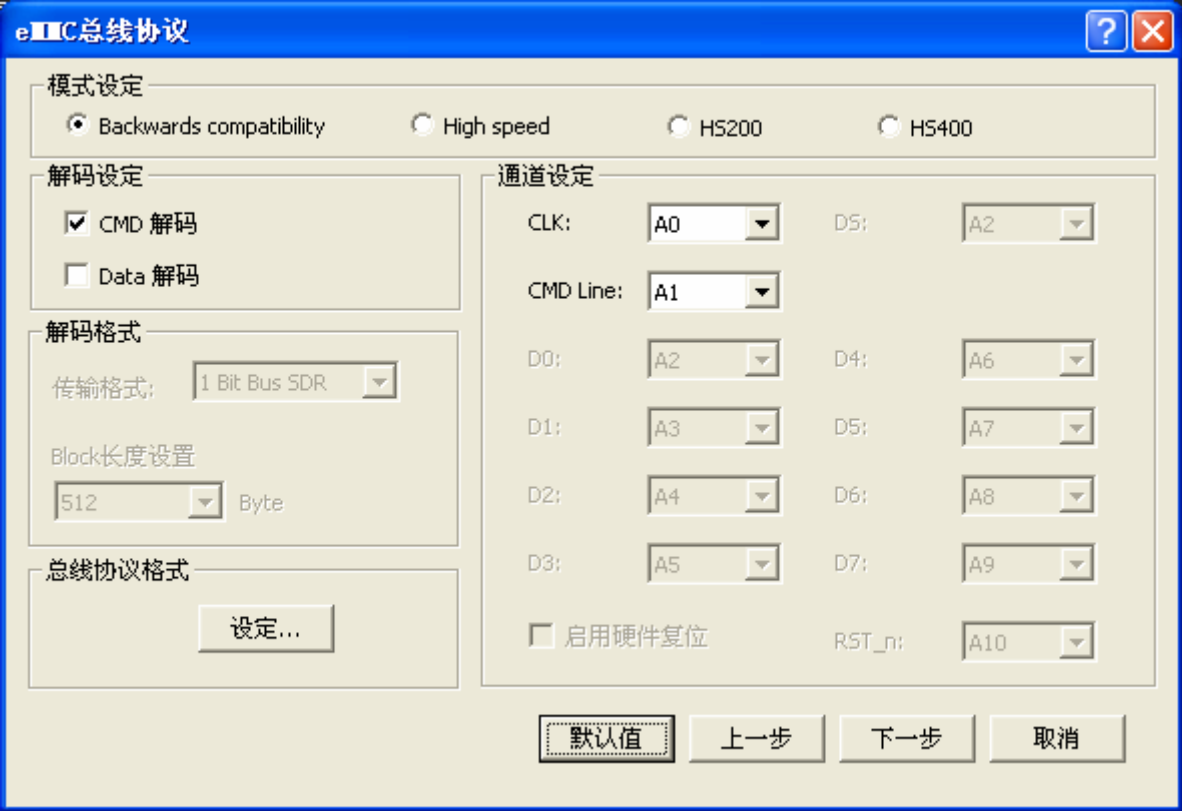 eMMC总线协议
模式设定
Backwards compatibility
High speed
HS200
HS400
解码设定
CMD 解码
Data 解码
解码格式
传输格式:
1 Bit Bus SDR
Block长度设置
512
Byte
总线协议格式
设定...
通道设定
CLK:
A0
DS:
A2
CMD Line:
A1
D0:
A2
D4:
A6
D1:
A3
D5:
A7
D2:
A4
D6:
A8
D3:
A5
D7:
A9
启用硬件复位
RST_n:
A10
默认值
上一步
下一步
取消